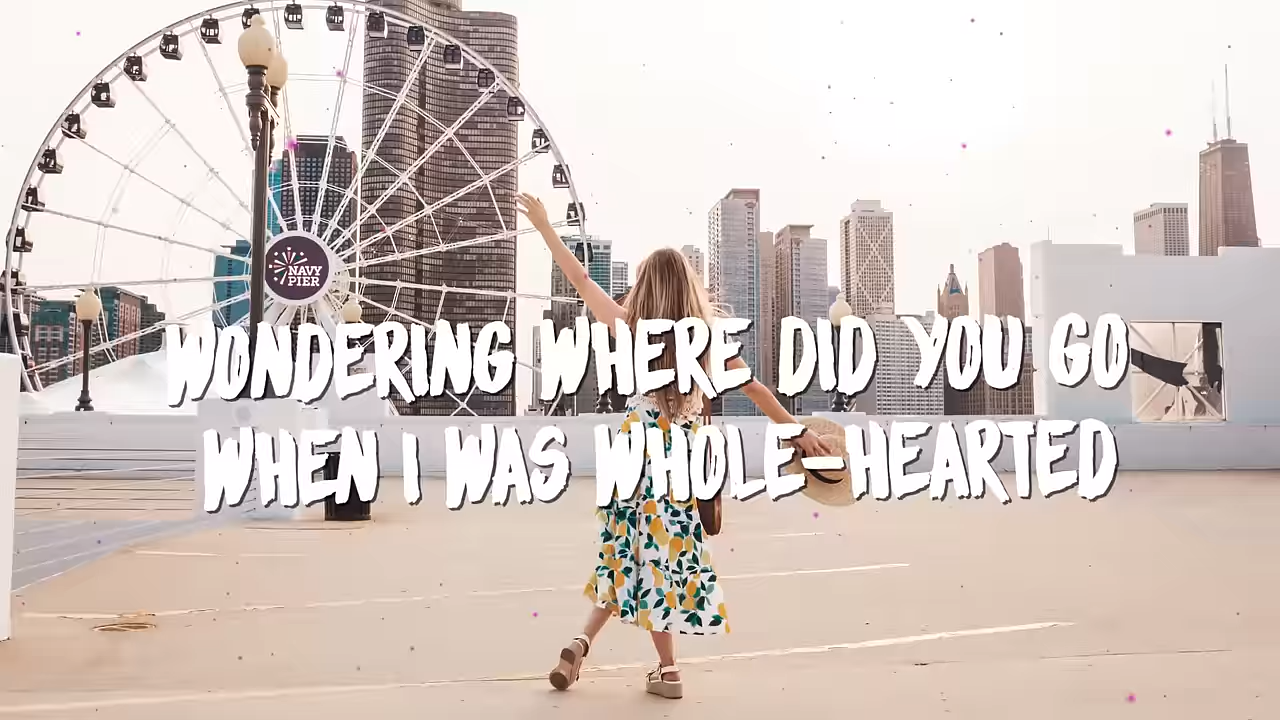 NAVY
PIER
WONDERING WHERE DID YOU GO
WHEN I WAS WHOLE-HEARTED